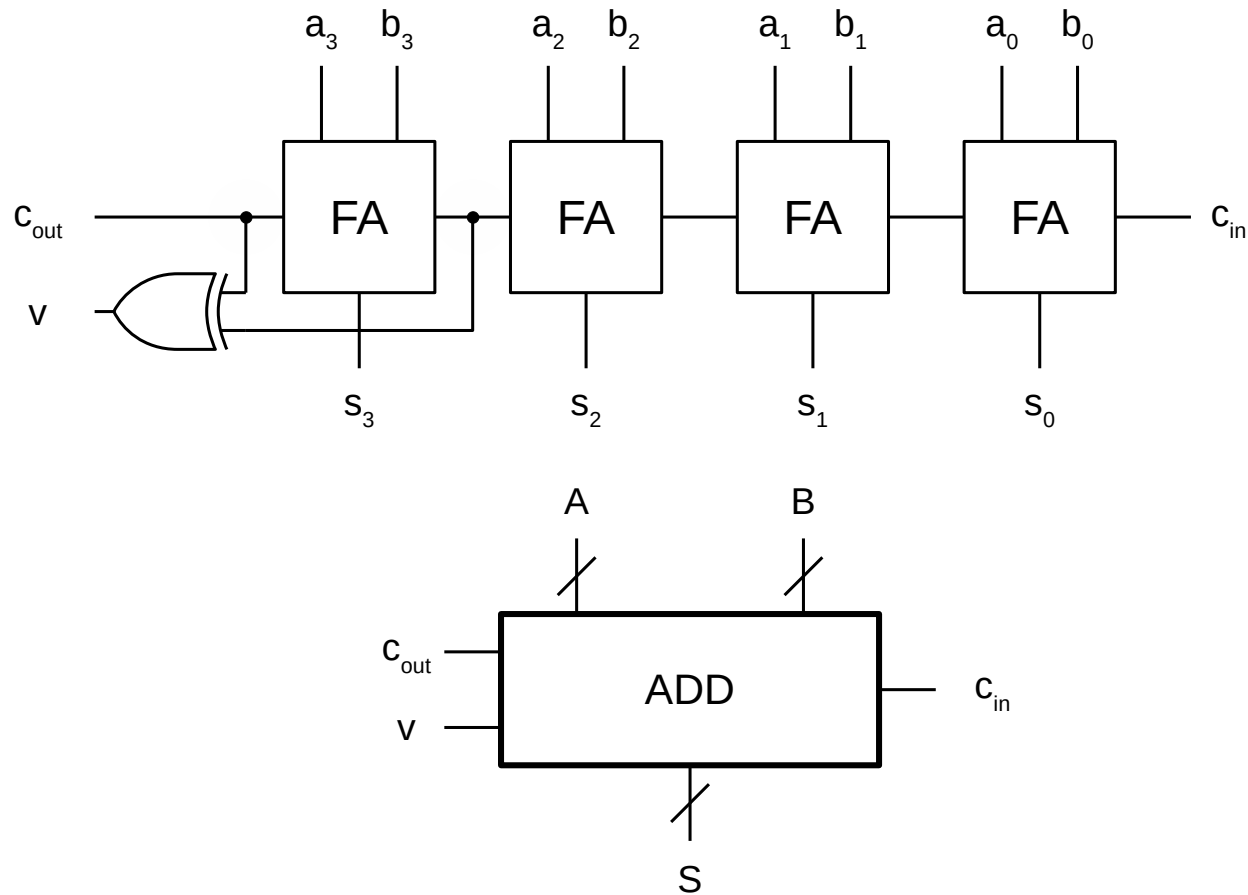 a3 b3 a2 b2 a1 b1 a0 b0
cout FA FA FA FA cin
v
s3 s2 s1 s0
A B
cout
ADD cin
v
S